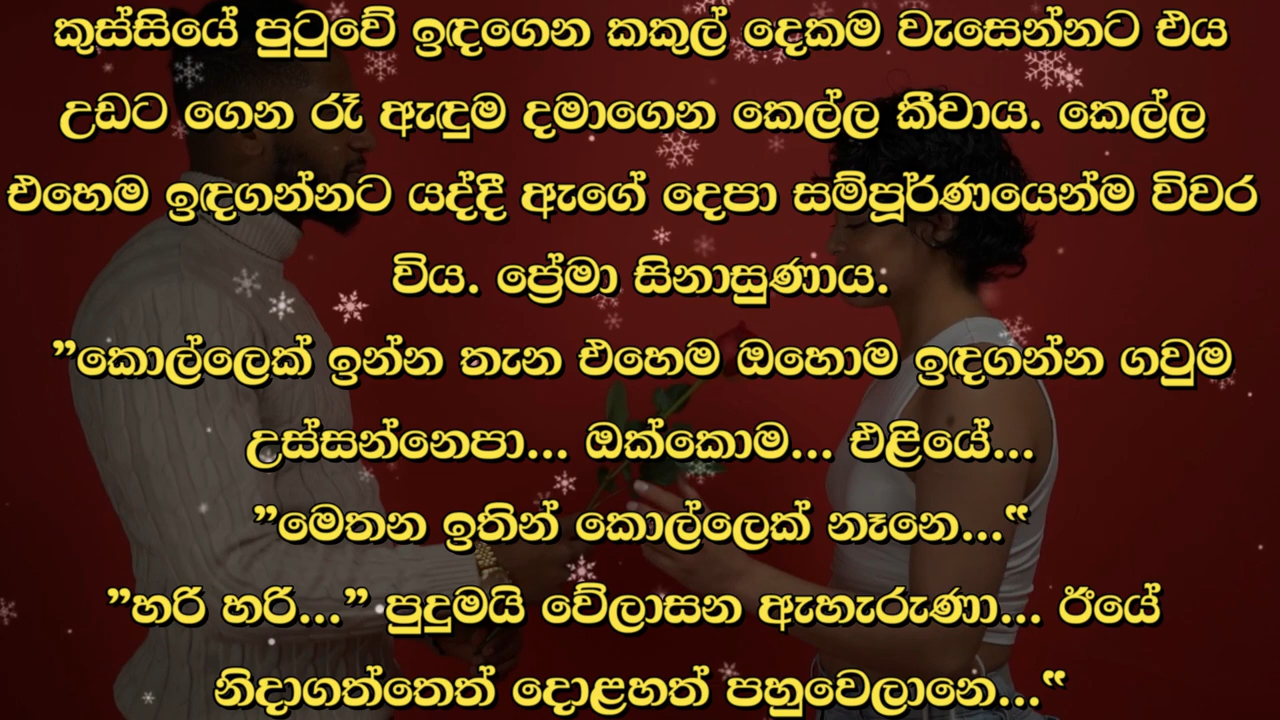 කුස්සියේ පුටුවේ ඉඳගෙන කකුල් දෙකම වැසෙන්නට එය
උඩට ගෙන රෑ ඇඳුම දමාගෙන කෙල්ල කීවාය. කෙල්ල
එහෙම ඉඳගන්නට යද්දී ඇගේ දෙපා සම්පූර්ණයෙන්ම විවර
විය. ප්‍රේමා සිනාසුණාය.
”කොල්ලෙක් ඉන්න තැන එහෙම ඔහොම ඉඳගන්න ගවුම
උස්සන්නෙපා... ඔක්කොම... එළියේ...
”මෙතන ඉතින් කොල්ලෙක් නෑනෙ...“
”හරි හරි...” පුදුමයි වේලාසන ඇහැරුණා... ඊයේ
නිදාගත්තෙත් දොළහත් පහුවෙලානෙ...“